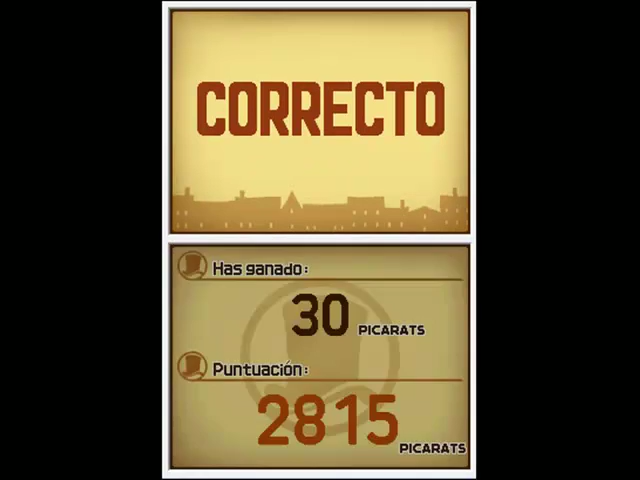 CORRECTO
Has ganado:
30 PICARATS
Puntuación:
2815 PICARATS